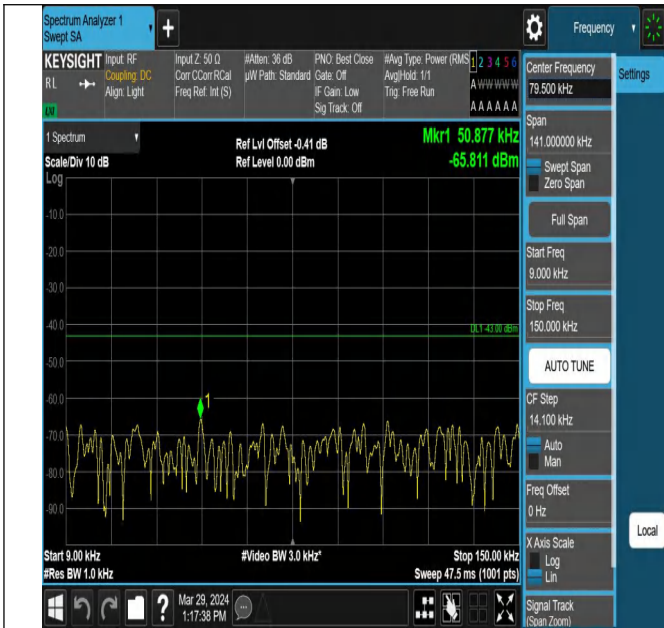 Spectrum Analyzer 1
Swept SA
Frequency
KEYSIGHT
RL
LXI
Input: RF
Coupling: DC
Align: Light
Input Z: 50 Ω
Corr CCorr RCal
Freq Ref: Int (S)
#Atten: 36 dB
µW Path: Standard
PNO: Best Close
Gate: Off
IF Gain: Low
Sig Track: Off
#Avg Type: Power (RMS
Avg|Hold: 1/1
Trig: Free Run
1 2 3 4 5 6
A W W W W W
A A A A A A
Center Frequency
79.500 kHz
Settings
Span
141.000000 kHz
Swept Span
Zero Span
Full Span
Start Freq
9.000 kHz
Stop Freq
150.000 kHz
AUTO TUNE
CF Step
14.100 kHz
Auto
Man
Freq Offset
0 Hz
X Axis Scale
Log
Lin
Signal Track
(Span Zoom)
Local
1 Spectrum
Scale/Div 10 dB
Ref Lvl Offset -0.41 dB
Ref Level 0.00 dBm
Mkr1 50.877 kHz
-65.811 dBm
Log
-10.0
-20.0
-30.0
-40.0
-50.0
-60.0
-70.0
-80.0
-90.0
DL1 -43.00 dBm
1
Start 9.00 kHz
#Res BW 1.0 kHz
#Video BW 3.0 kHz*
Stop 150.00 kHz
Sweep 47.5 ms (1001 pts)
?
Mar 29, 2024
1:17:38 PM